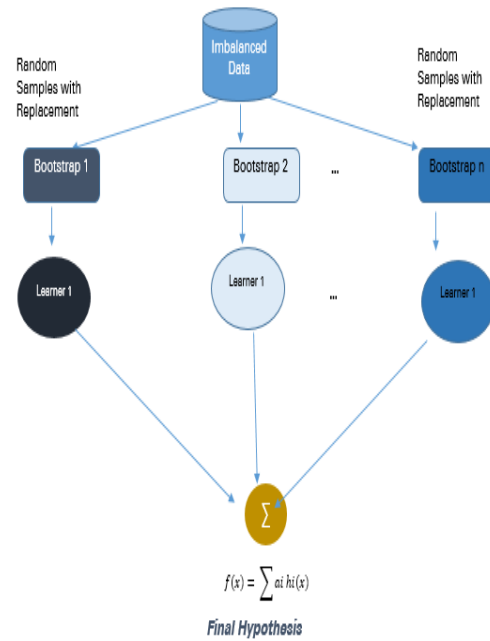 Imbalanced
Data
Random
Samples with
Replacement
Random
Samples with
Replacement
Bootstrap 1
Bootstrap 2
...
Bootstrap n
Learner 1
Learner 1
...
Learner 1
∑
f(x) = ∑ ai hi(x)
Final Hypothesis